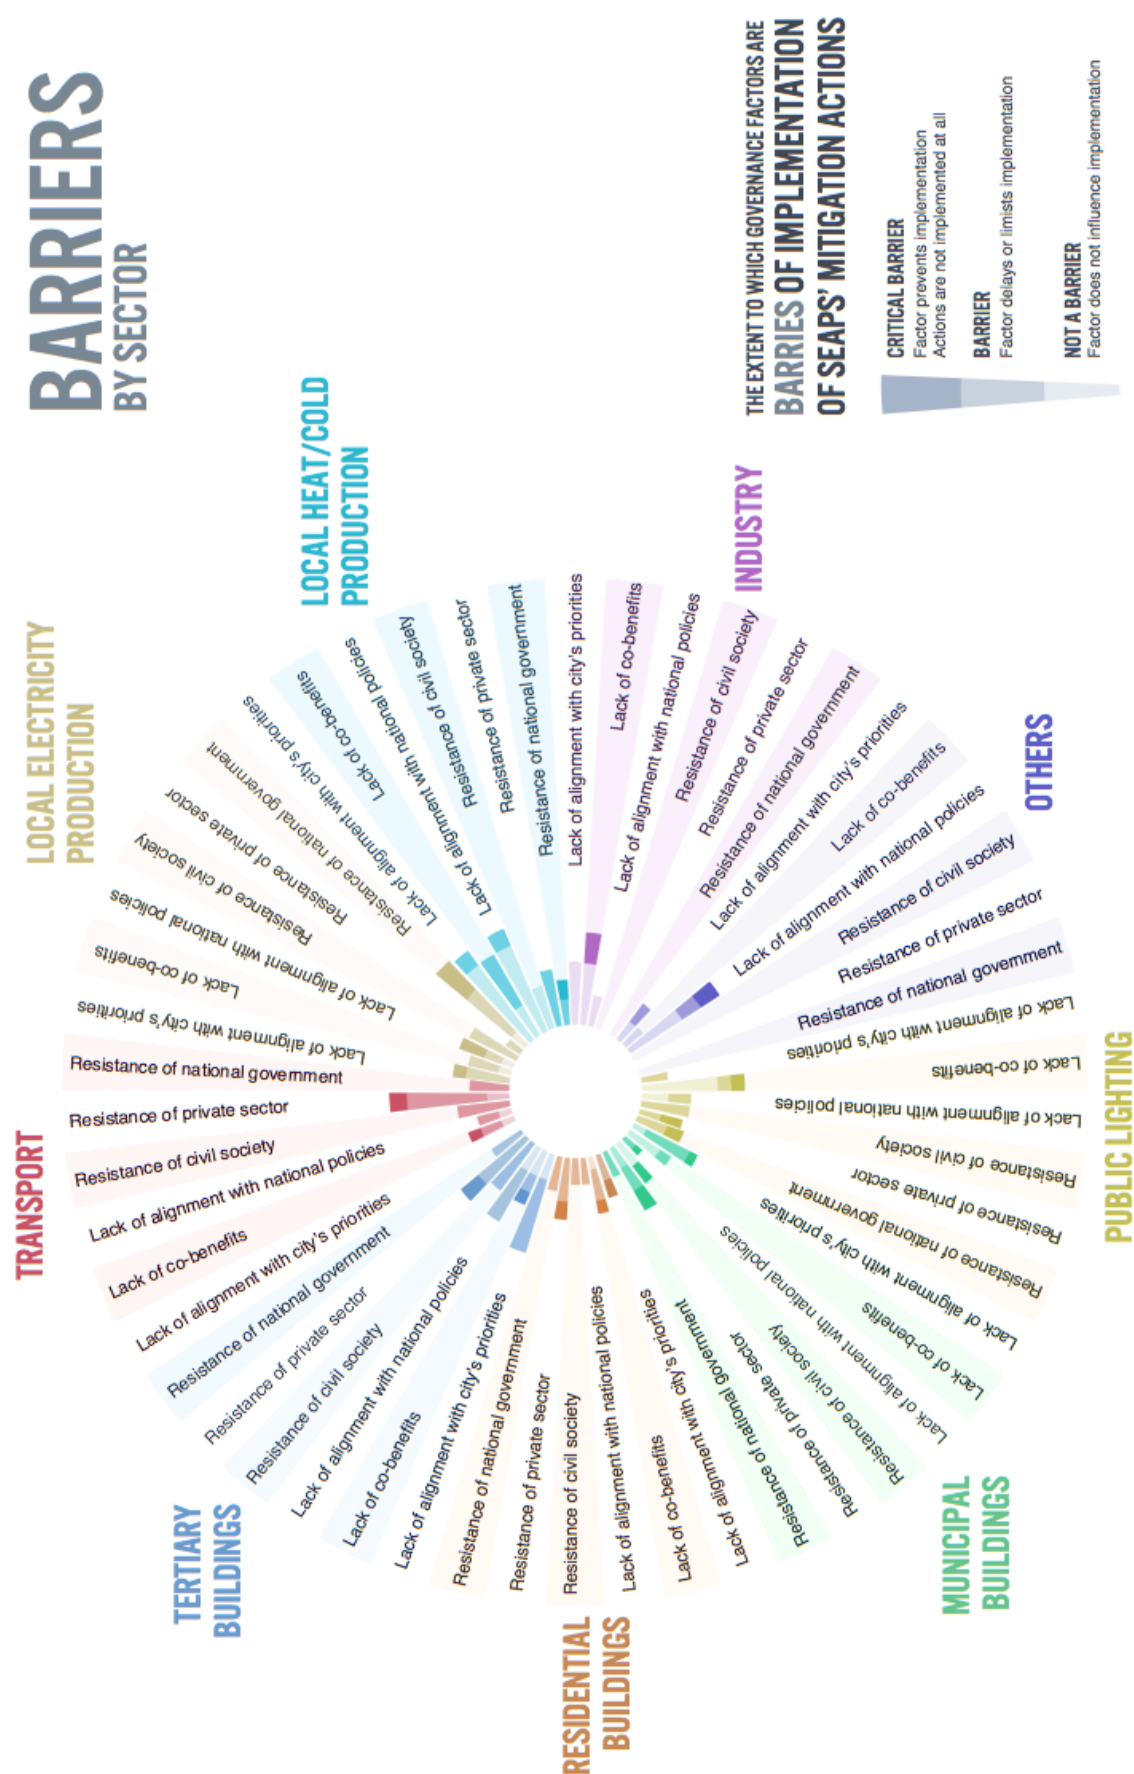 BARRIERS
BY SECTOR
THE EXTENT TO WHICH GOVERNANCE FACTORS ARE
BARRIES OF IMPLEMENTATION
OF SEAPS' MITIGATION ACTIONS
CRITICAL BARRIER
Factor prevents implementation
Actions are not implemented at all
BARRIER
Factor delays or limists implementation
NOT A BARRIER
Factor does not influence implementation
LOCAL HEAT/COLD
PRODUCTION
Lack of alignment with city's priorities
Lack of co-benefits
Lack of alignment with national policies
Resistance of civil society
Resistance of private sector
Resistance of national government
INDUSTRY
Lack of alignment with city's priorities
Lack of co-benefits
Lack of alignment with national policies
Resistance of civil society
Resistance of private sector
Resistance of national government
OTHERS
Lack of alignment with city's priorities
Lack of co-benefits
Lack of alignment with national policies
Resistance of civil society
Resistance of private sector
Resistance of national government
PUBLIC LIGHTING
Lack of alignment with city's priorities
Lack of co-benefits
Lack of alignment with national policies
Resistance of civil society
Resistance of private sector
Resistance of national government
MUNICIPAL
BUILDINGS
Lack of alignment with city's priorities
Lack of co-benefits
Lack of alignment with national policies
Resistance of civil society
Resistance of private sector
Resistance of national government
RESIDENTIAL
BUILDINGS
Lack of alignment with city's priorities
Lack of co-benefits
Lack of alignment with national policies
Resistance of civil society
Resistance of private sector
Resistance of national government
TERTIARY
BUILDINGS
Lack of alignment with city's priorities
Lack of co-benefits
Lack of alignment with national policies
Resistance of civil society
Resistance of private sector
Resistance of national government
TRANSPORT
Lack of alignment with city's priorities
Lack of co-benefits
Lack of alignment with national policies
Resistance of civil society
Resistance of private sector
Resistance of national government
LOCAL ELECTRICITY
PRODUCTION
Lack of alignment with city's priorities
Lack of co-benefits
Lack of alignment with national policies
Resistance of civil society
Resistance of private sector
Resistance of national government